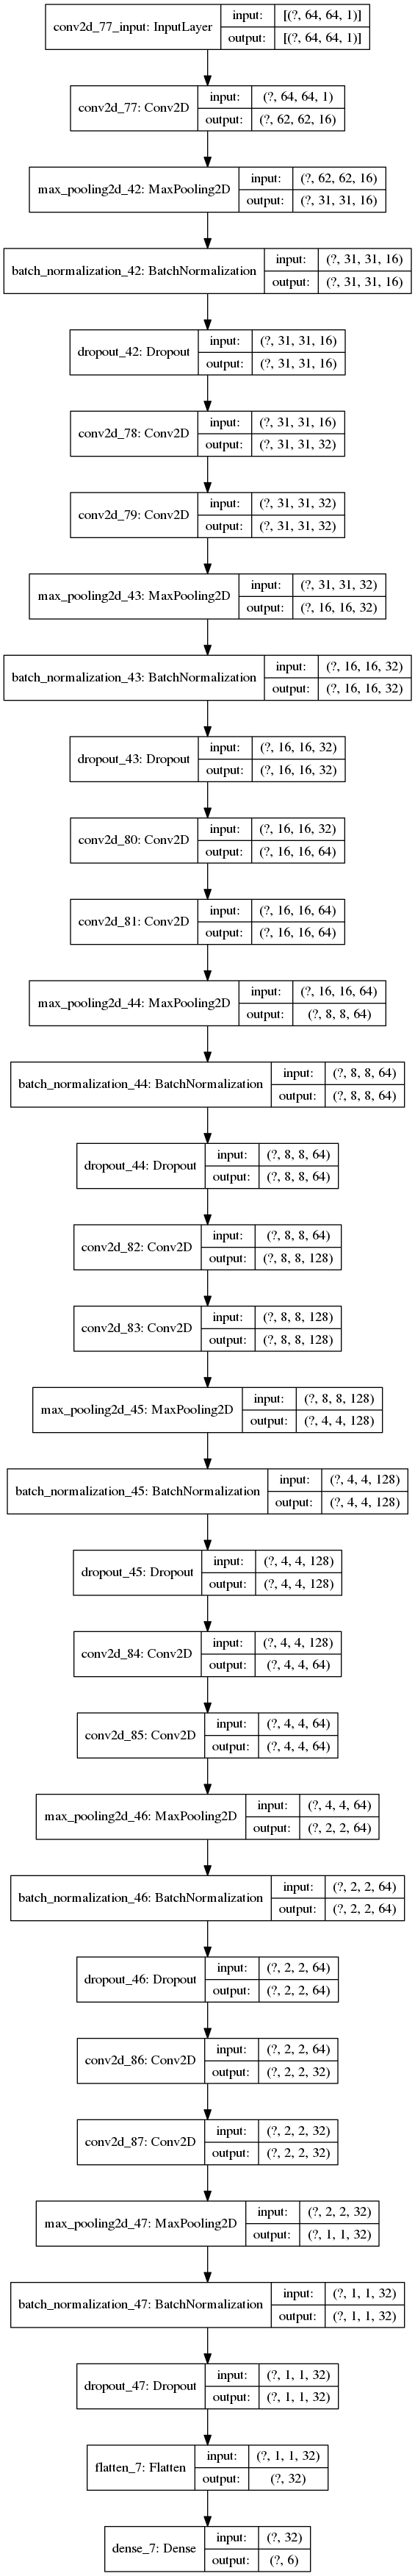 conv2d_77_input: InputLayer input: [(?, 64, 64, 1)]
output: [(?, 64, 64, 1)]
conv2d_77: Conv2D input: (?, 64, 64, 1)
output: (?, 62, 62, 16)
max_pooling2d_42: MaxPooling2D input: (?, 62, 62, 16)
output: (?, 31, 31, 16)
batch_normalization_42: BatchNormalization input: (?, 31, 31, 16)
output: (?, 31, 31, 16)
dropout_42: Dropout input: (?, 31, 31, 16)
output: (?, 31, 31, 16)
conv2d_78: Conv2D input: (?, 31, 31, 16)
output: (?, 31, 31, 32)
conv2d_79: Conv2D input: (?, 31, 31, 32)
output: (?, 31, 31, 32)
max_pooling2d_43: MaxPooling2D input: (?, 31, 31, 32)
output: (?, 16, 16, 32)
batch_normalization_43: BatchNormalization input: (?, 16, 16, 32)
output: (?, 16, 16, 32)
dropout_43: Dropout input: (?, 16, 16, 32)
output: (?, 16, 16, 32)
conv2d_80: Conv2D input: (?, 16, 16, 32)
output: (?, 16, 16, 64)
conv2d_81: Conv2D input: (?, 16, 16, 64)
output: (?, 16, 16, 64)
max_pooling2d_44: MaxPooling2D input: (?, 16, 16, 64)
output: (?, 8, 8, 64)
batch_normalization_44: BatchNormalization input: (?, 8, 8, 64)
output: (?, 8, 8, 64)
dropout_44: Dropout input: (?, 8, 8, 64)
output: (?, 8, 8, 64)
conv2d_82: Conv2D input: (?, 8, 8, 64)
output: (?, 8, 8, 128)
conv2d_83: Conv2D input: (?, 8, 8, 128)
output: (?, 8, 8, 128)
max_pooling2d_45: MaxPooling2D input: (?, 8, 8, 128)
output: (?, 4, 4, 128)
batch_normalization_45: BatchNormalization input: (?, 4, 4, 128)
output: (?, 4, 4, 128)
dropout_45: Dropout input: (?, 4, 4, 128)
output: (?, 4, 4, 128)
conv2d_84: Conv2D input: (?, 4, 4, 128)
output: (?, 4, 4, 64)
conv2d_85: Conv2D input: (?, 4, 4, 64)
output: (?, 4, 4, 64)
max_pooling2d_46: MaxPooling2D input: (?, 4, 4, 64)
output: (?, 2, 2, 64)
batch_normalization_46: BatchNormalization input: (?, 2, 2, 64)
output: (?, 2, 2, 64)
dropout_46: Dropout input: (?, 2, 2, 64)
output: (?, 2, 2, 64)
conv2d_86: Conv2D input: (?, 2, 2, 64)
output: (?, 2, 2, 32)
conv2d_87: Conv2D input: (?, 2, 2, 32)
output: (?, 2, 2, 32)
max_pooling2d_47: MaxPooling2D input: (?, 2, 2, 32)
output: (?, 1, 1, 32)
batch_normalization_47: BatchNormalization input: (?, 1, 1, 32)
output: (?, 1, 1, 32)
dropout_47: Dropout input: (?, 1, 1, 32)
output: (?, 1, 1, 32)
flatten_7: Flatten input: (?, 1, 1, 32)
output: (?, 32)
dense_7: Dense input: (?, 32)
output: (?, 6)